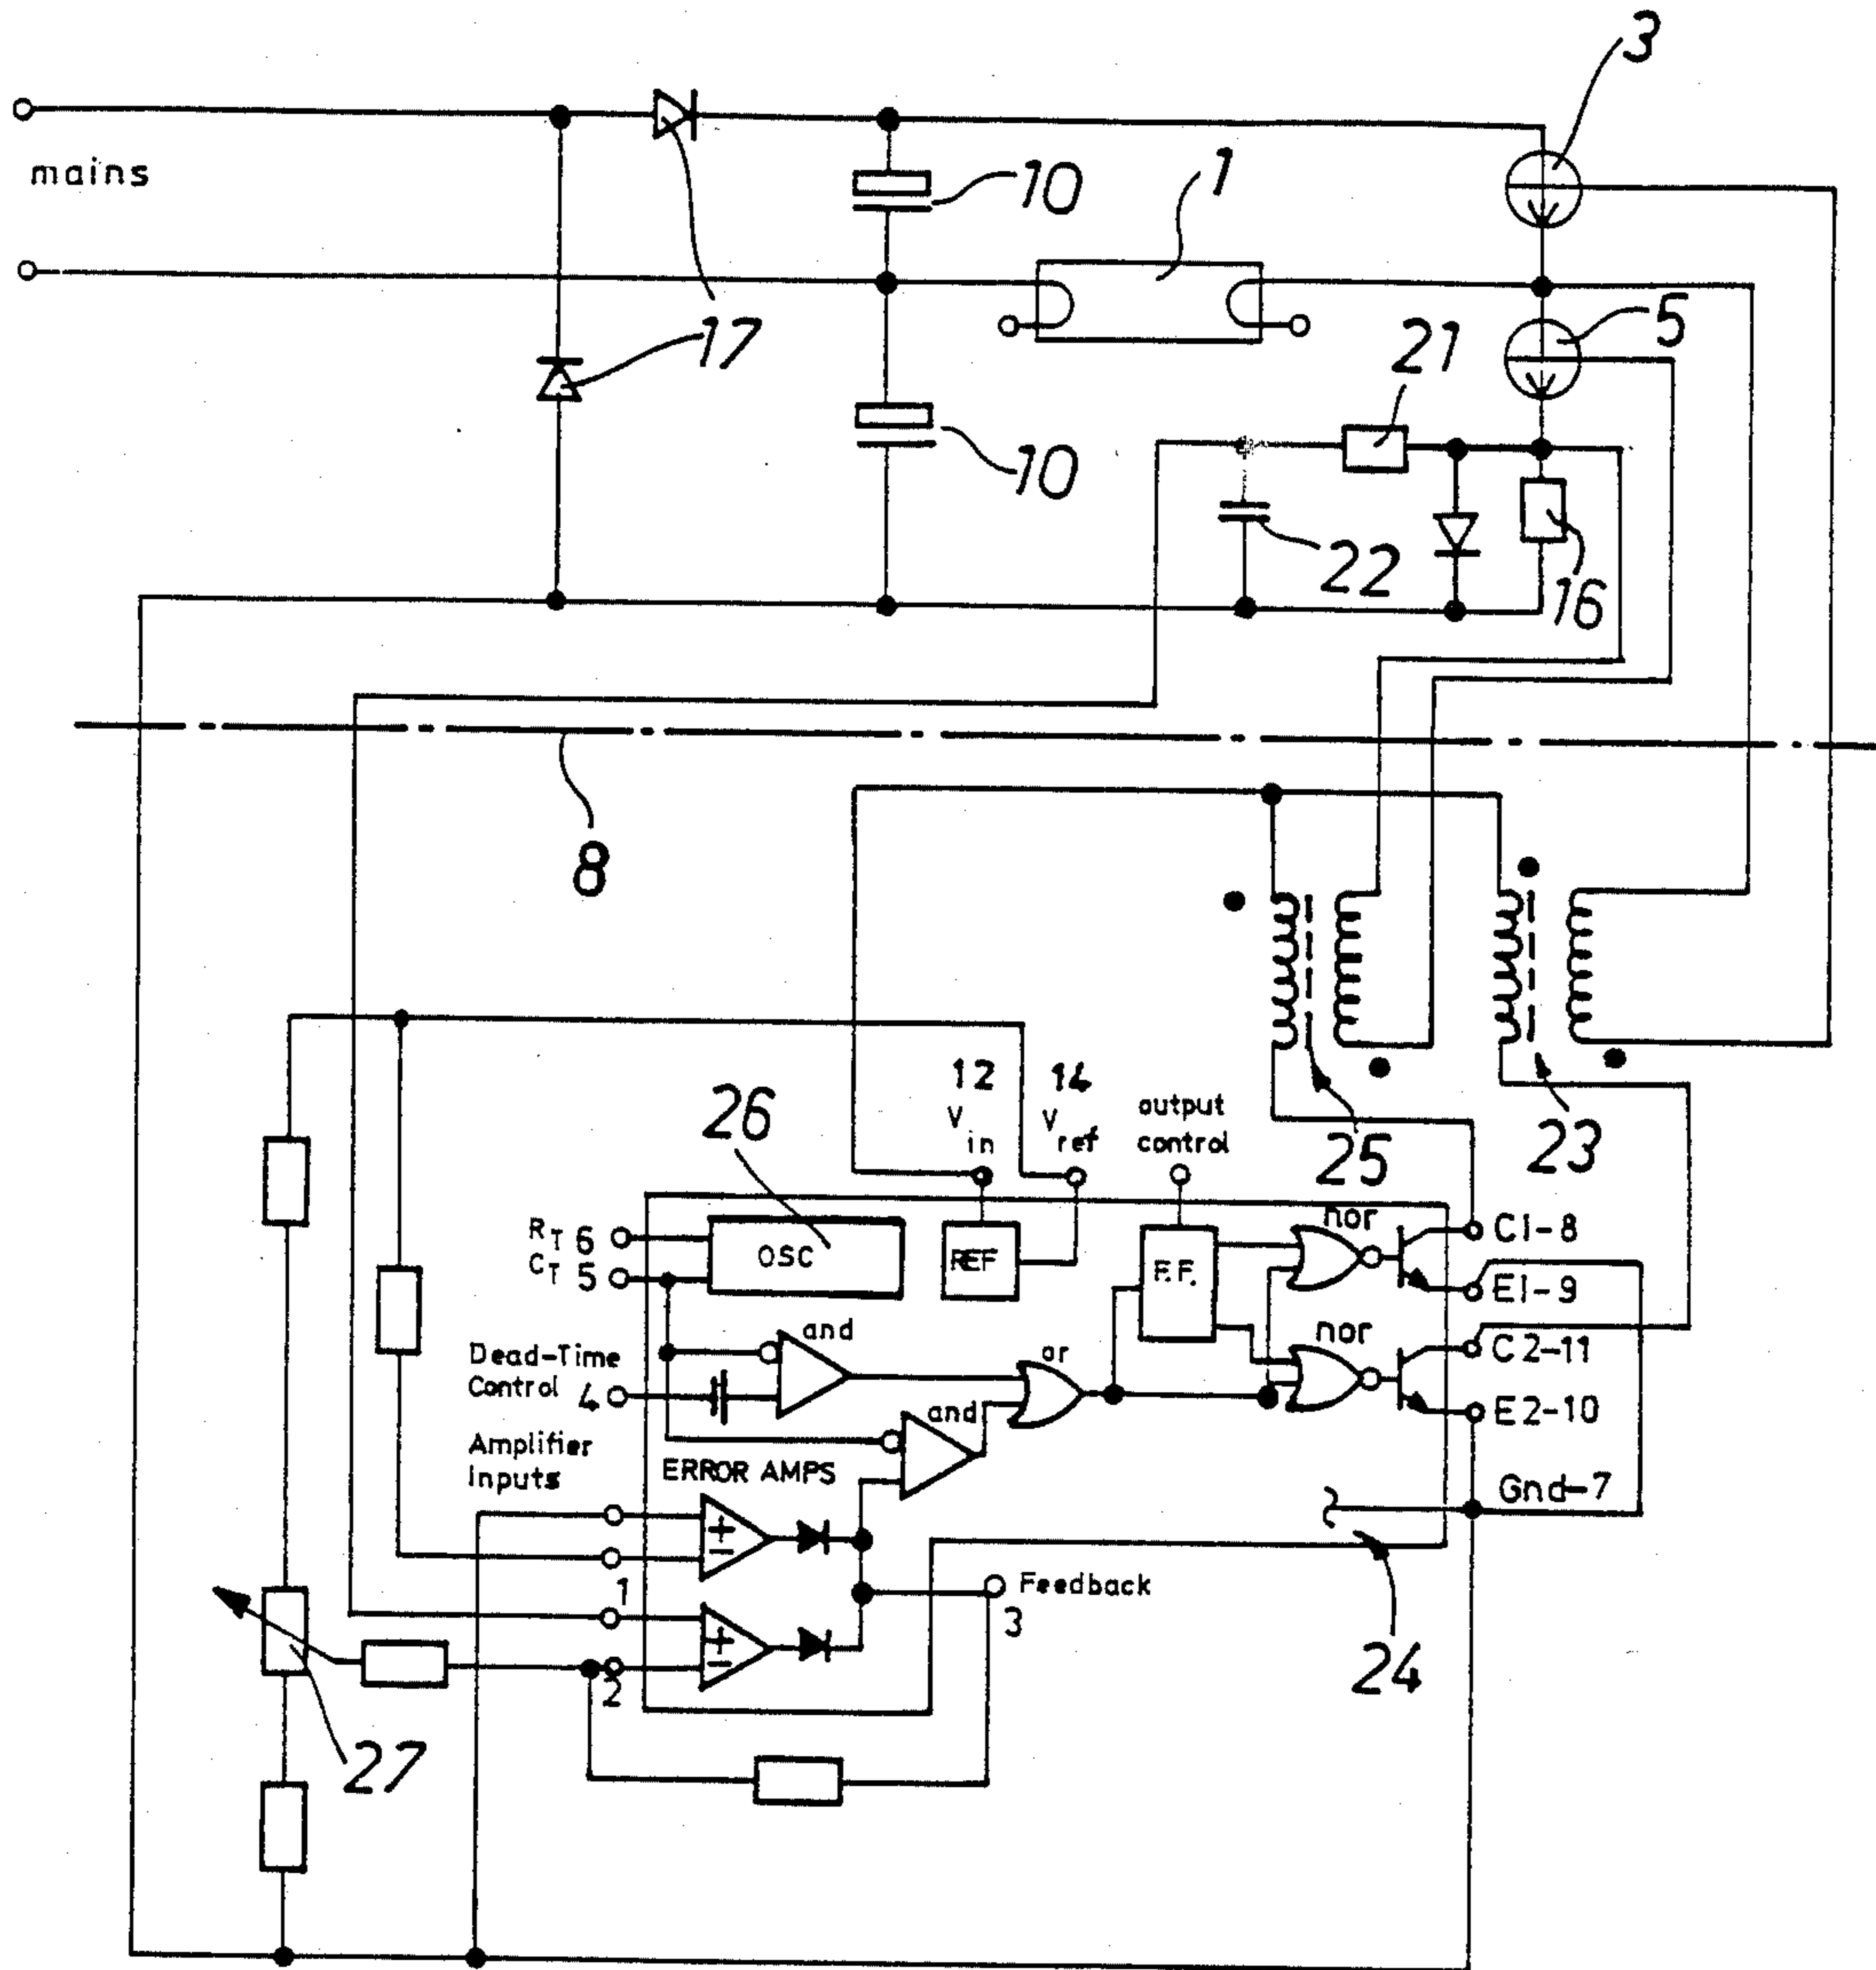 3
mains
10
1
17
5
21
10
22
16
8
12
14
V in
V ref
output
control
26
25
23
RT 6
CT 5
OSC
REF
F.F.
nor
C1-8
E1-9
and
nor
C2-11
Dead-Time
Control 4
or
E2-10
and
Amplifier
Inputs
ERROR AMPS
Gnd-7
+
-
1
Feedback
3
+
-
2
24
27